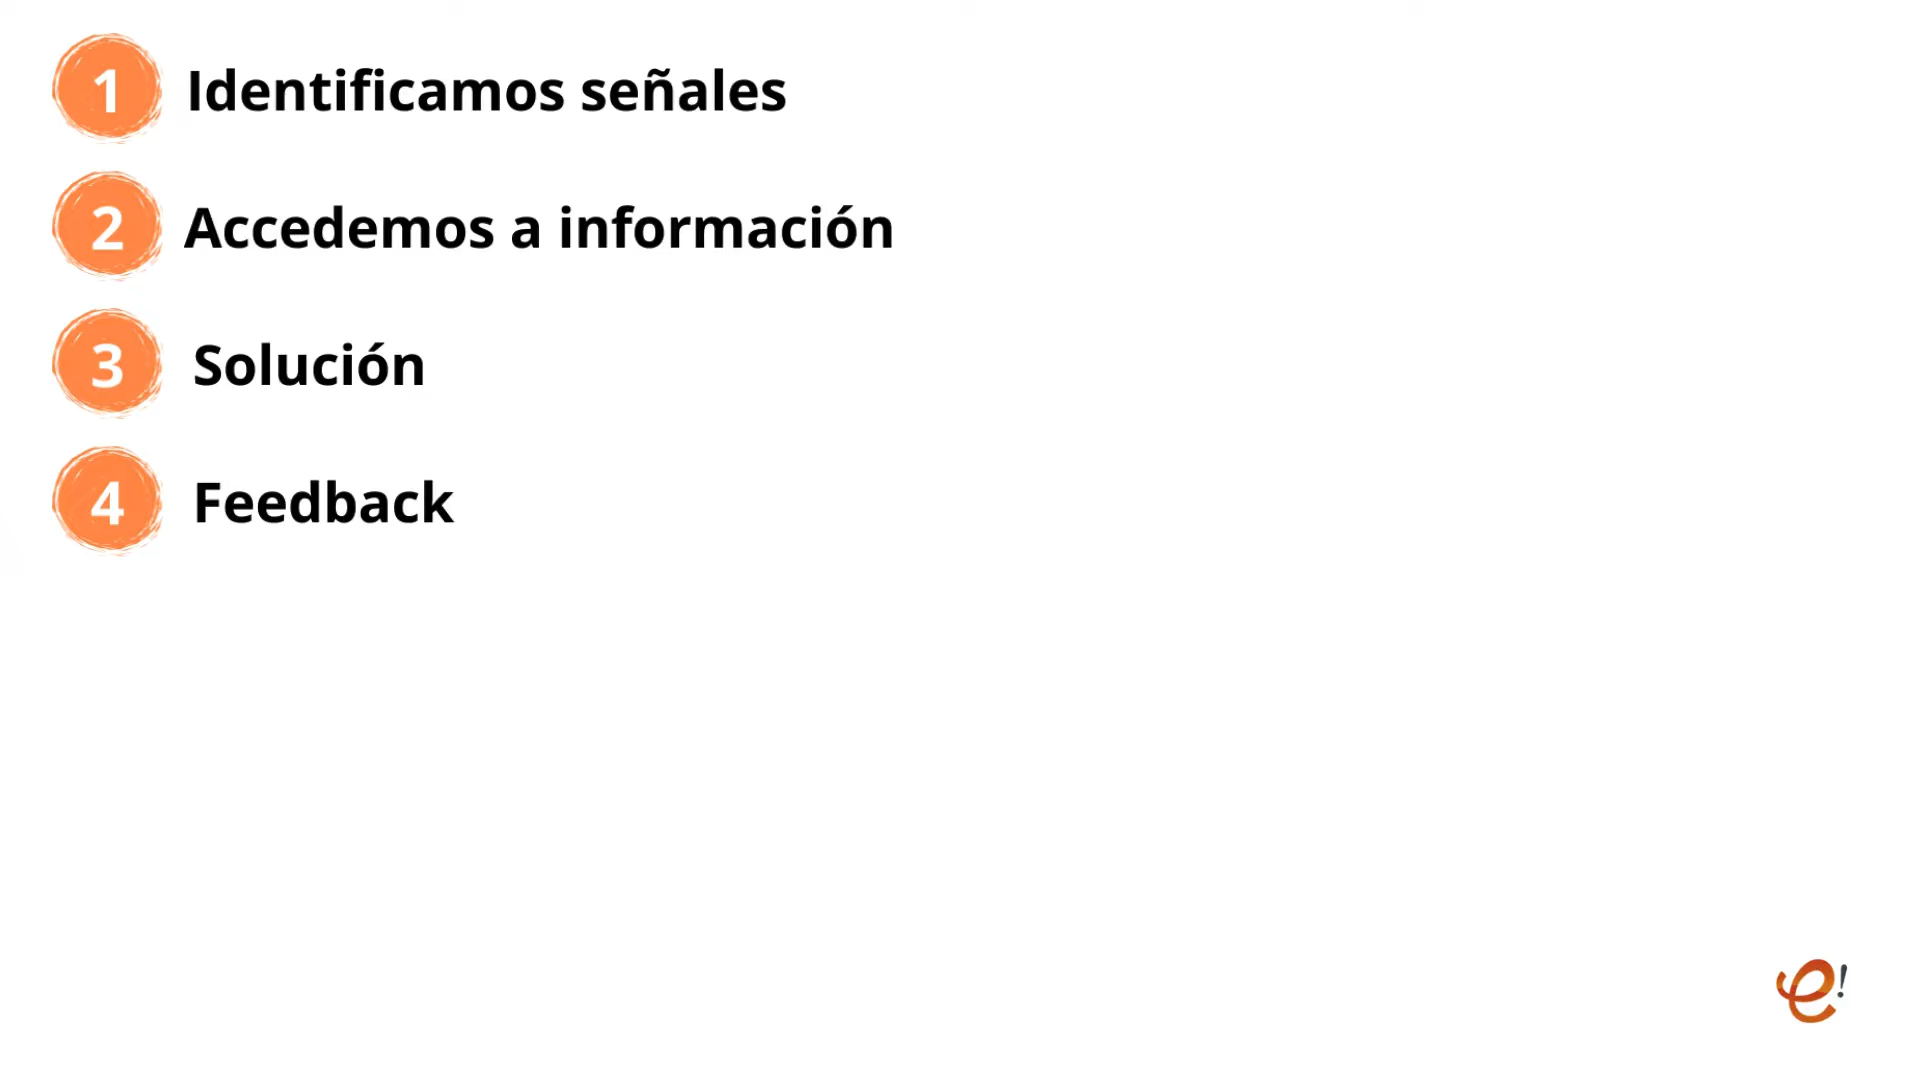 1 Identificamos señales
2 Accedemos a información
3 Solución
4 Feedback
e!